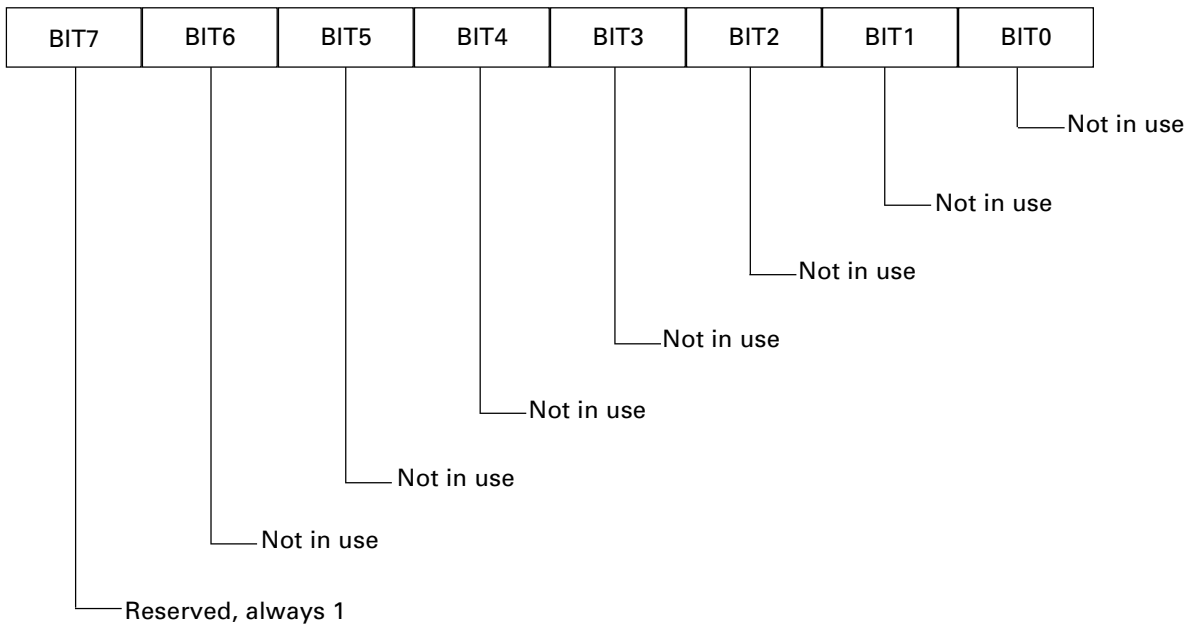 BIT7 BIT6 BIT5 BIT4 BIT3 BIT2 BIT1 BIT0
Not in use
Not in use
Not in use
Not in use
Not in use
Not in use
Not in use
Reserved, always 1